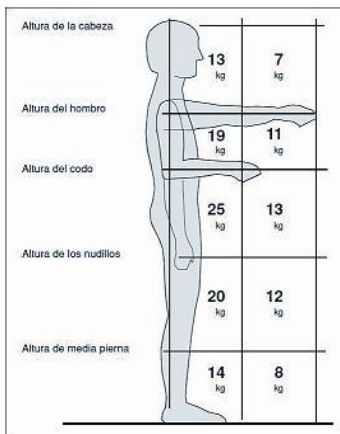 Altura de la cabeza
13 7
kg kg
Altura del hombro
19 11
kg kg
Altura del codo
25 13
kg kg
Altura de los nudillos
20 12
kg kg
Altura de media pierna
14 8
kg kg